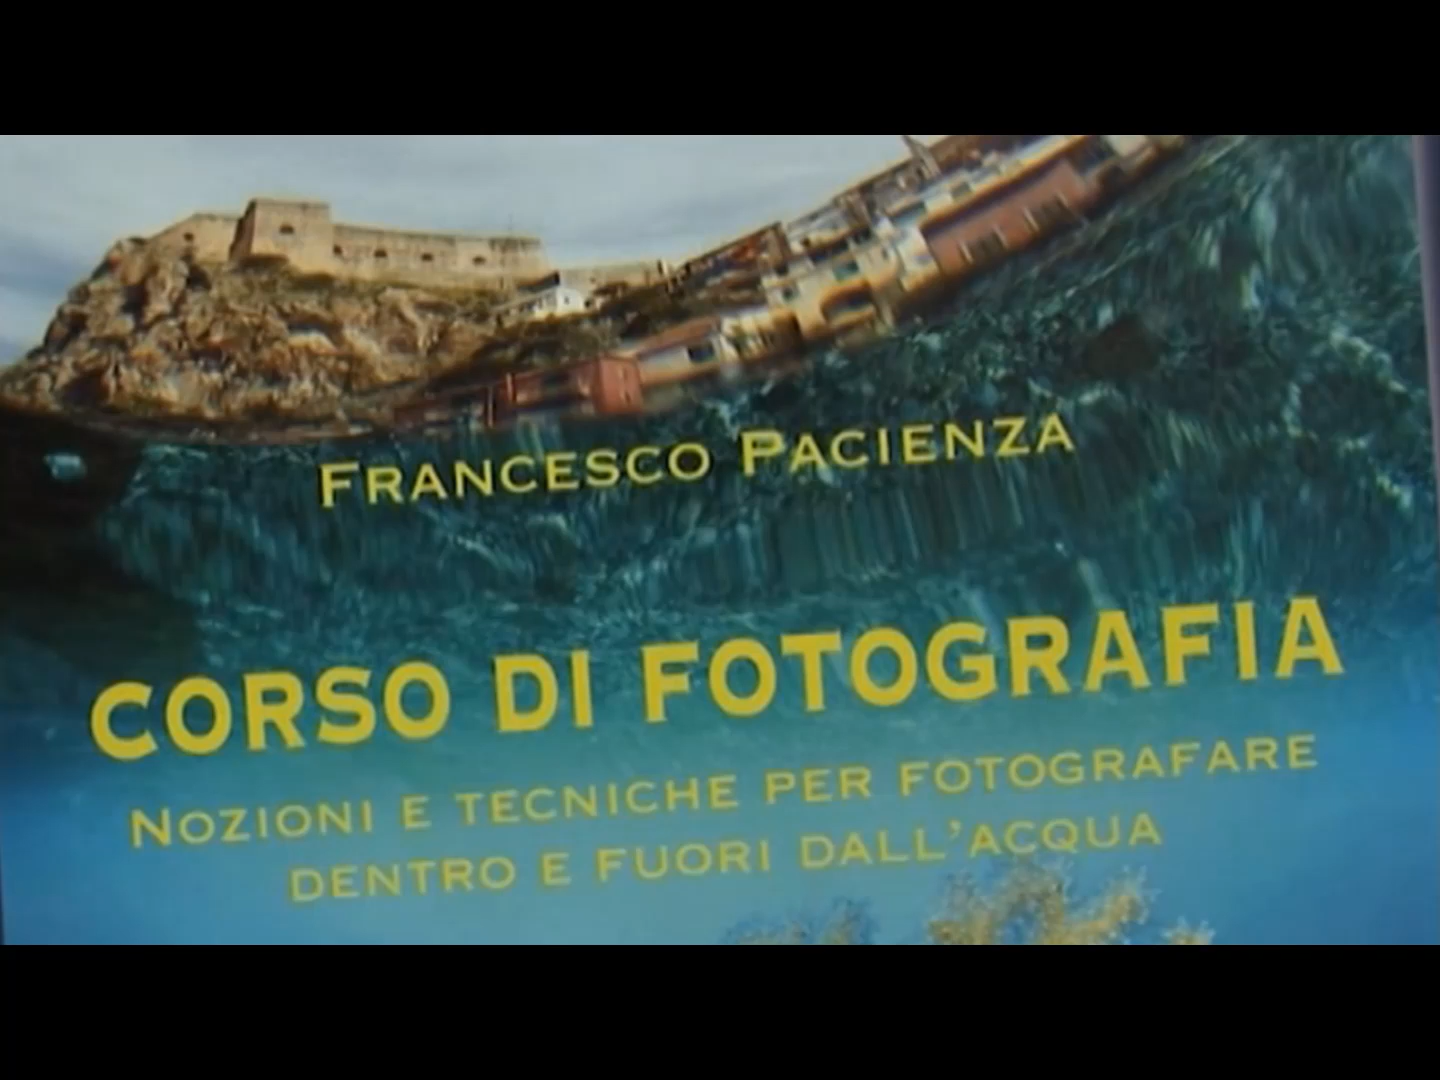 FRANCESCO PACIENZA
CORSO DI FOTOGRAFIA
NOZIONI E TECNICHE PER FOTOGRAFARE
DENTRO E FUORI DALL'ACQUA